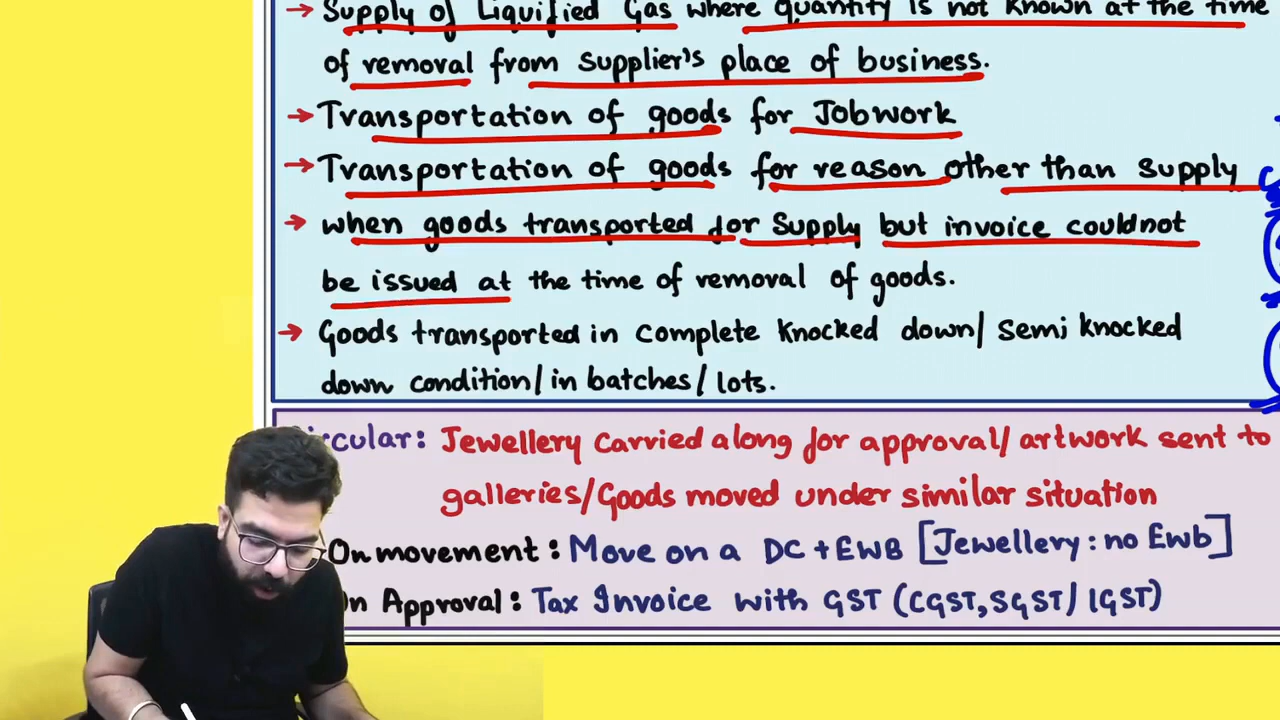 → Supply of Liquified Gas where quantity is not known at the time
of removal from supplier's place of business.
→ Transportation of goods for Jobwork
→ Transportation of goods for reason other than supply
→ when goods transported for Supply but invoice couldnot
be issued at the time of removal of goods.
→ Goods transported in complete knocked down/ semi knocked
down condition/ in batches/ lots.
Circular: Jewellery carried along for approval/ artwork sent to
galleries/Goods moved under similar situation
On movement: Move on a DC + EWB [Jewellery: no Ewb]
On Approval: Tax Invoice with GST (CGST,SGST/ IGST)